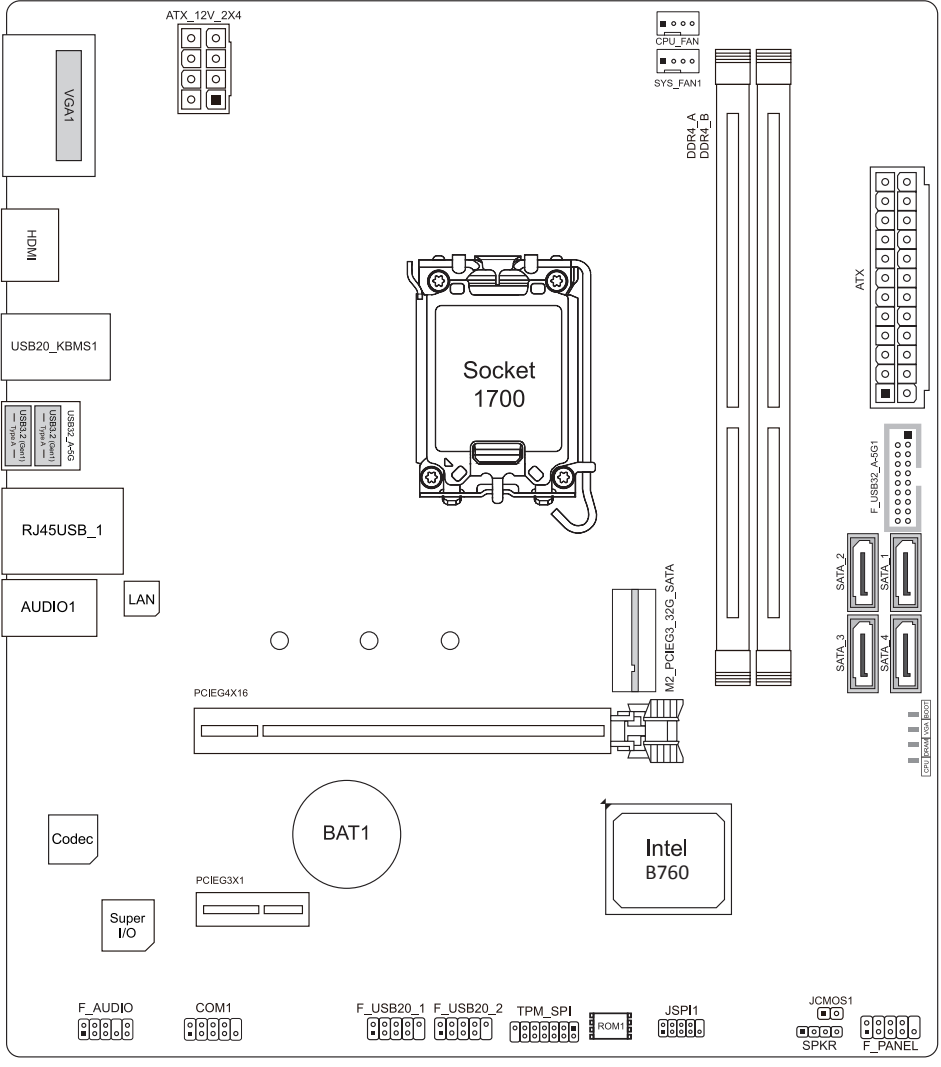 ATX_12V_2X4
CPU_FAN
SYS_FAN1
VGA1
DDR4_A
DDR4_B
HDMI
ATX
USB20_KBMS1
Socket
1700
USB32_A-5G
USB3.2 (Gen1)
— Type A —
USB3.2 (Gen1)
— Type A —
F_USB32_A-5G1
RJ45USB_1
SATA_2
SATA_1
AUDIO1
LAN
M2_PCIEG3_32G_SATA
SATA_3
SATA_4
PCIEG4X16
CPU DRAM VGA BOOT
BAT1
Codec
Intel
B760
PCIEG3X1
Super
I/O
F_AUDIO
COM1
F_USB20_1
F_USB20_2
TPM_SPI
ROM1
JSPI1
JCMOS1
SPKR
F_PANEL